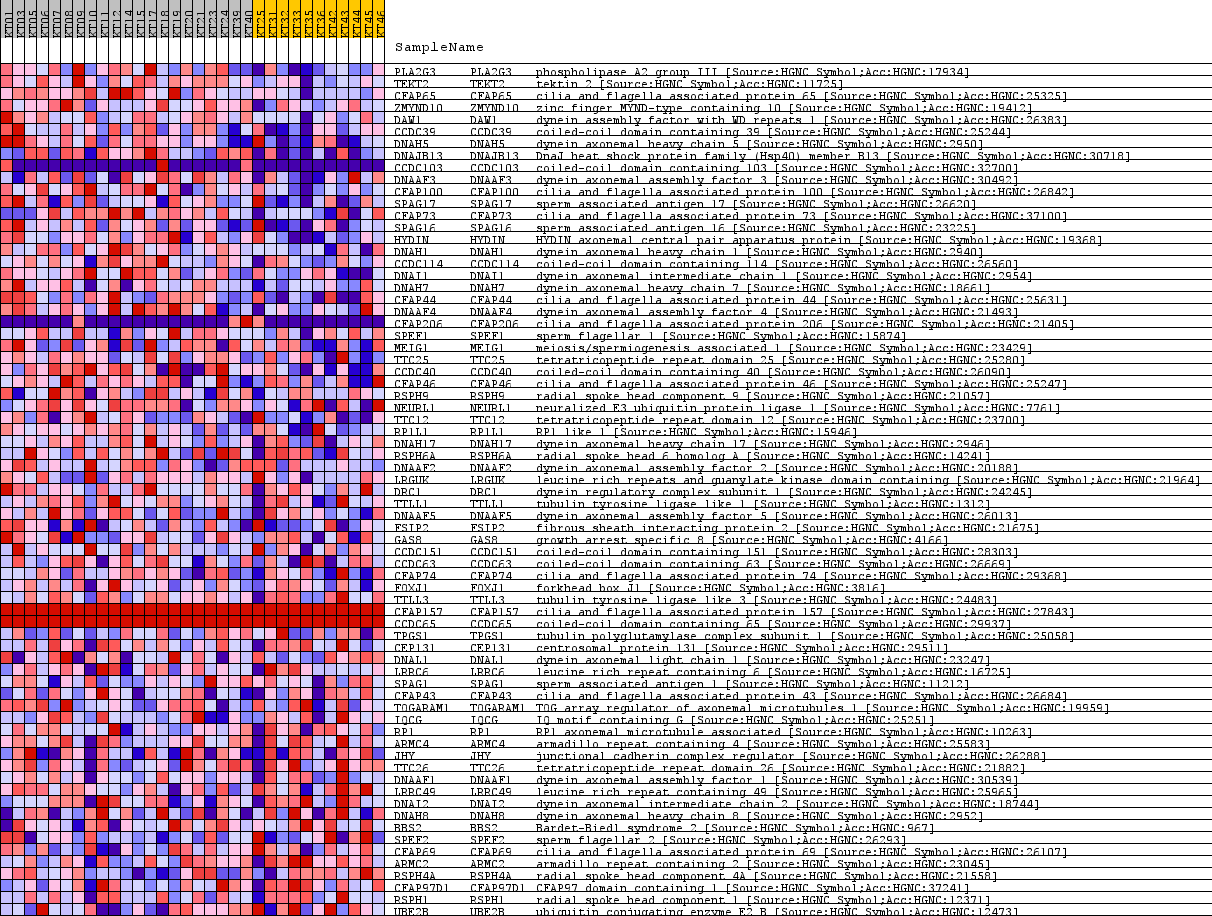 KT01 KT03 KT05 KT06 KT07 KT08 KT09 KT10 KT11 KT12 KT14 KT15 KT17 KT18 KT19 KT20 KT21 KT23 KT24 KT39 KT40 KT25 KT31 KT32 KT33 KT35 KT36 KT42 KT43 KT44 KT45 KT46
SampleName
PLA2G3 PLA2G3 phospholipase A2 group III [Source:HGNC Symbol;Acc:HGNC:17934]
TEKT2 TEKT2 tektin 2 [Source:HGNC Symbol;Acc:HGNC:11725]
CFAP65 CFAP65 cilia and flagella associated protein 65 [Source:HGNC Symbol;Acc:HGNC:25325]
ZMYND10 ZMYND10 zinc finger MYND-type containing 10 [Source:HGNC Symbol;Acc:HGNC:19412]
DAW1 DAW1 dynein assembly factor with WD repeats 1 [Source:HGNC Symbol;Acc:HGNC:26383]
CCDC39 CCDC39 coiled-coil domain containing 39 [Source:HGNC Symbol;Acc:HGNC:25244]
DNAH5 DNAH5 dynein axonemal heavy chain 5 [Source:HGNC Symbol;Acc:HGNC:2950]
DNAJB13 DNAJB13 DnaJ heat shock protein family (Hsp40) member B13 [Source:HGNC Symbol;Acc:HGNC:30718]
CCDC103 CCDC103 coiled-coil domain containing 103 [Source:HGNC Symbol;Acc:HGNC:32700]
DNAAF3 DNAAF3 dynein axonemal assembly factor 3 [Source:HGNC Symbol;Acc:HGNC:30492]
CFAP100 CFAP100 cilia and flagella associated protein 100 [Source:HGNC Symbol;Acc:HGNC:26842]
SPAG17 SPAG17 sperm associated antigen 17 [Source:HGNC Symbol;Acc:HGNC:26620]
CFAP73 CFAP73 cilia and flagella associated protein 73 [Source:HGNC Symbol;Acc:HGNC:37100]
SPAG16 SPAG16 sperm associated antigen 16 [Source:HGNC Symbol;Acc:HGNC:23225]
HYDIN HYDIN HYDIN axonemal central pair apparatus protein [Source:HGNC Symbol;Acc:HGNC:19368]
DNAH1 DNAH1 dynein axonemal heavy chain 1 [Source:HGNC Symbol;Acc:HGNC:2940]
CCDC114 CCDC114 coiled-coil domain containing 114 [Source:HGNC Symbol;Acc:HGNC:26560]
DNAI1 DNAI1 dynein axonemal intermediate chain 1 [Source:HGNC Symbol;Acc:HGNC:2954]
DNAH7 DNAH7 dynein axonemal heavy chain 7 [Source:HGNC Symbol;Acc:HGNC:18661]
CFAP44 CFAP44 cilia and flagella associated protein 44 [Source:HGNC Symbol;Acc:HGNC:25631]
DNAAF4 DNAAF4 dynein axonemal assembly factor 4 [Source:HGNC Symbol;Acc:HGNC:21493]
CFAP206 CFAP206 cilia and flagella associated protein 206 [Source:HGNC Symbol;Acc:HGNC:21405]
SPEF1 SPEF1 sperm flagellar 1 [Source:HGNC Symbol;Acc:HGNC:15874]
MEIG1 MEIG1 meiosis/spermiogenesis associated 1 [Source:HGNC Symbol;Acc:HGNC:23429]
TTC25 TTC25 tetratricopeptide repeat domain 25 [Source:HGNC Symbol;Acc:HGNC:25280]
CCDC40 CCDC40 coiled-coil domain containing 40 [Source:HGNC Symbol;Acc:HGNC:26090]
CFAP46 CFAP46 cilia and flagella associated protein 46 [Source:HGNC Symbol;Acc:HGNC:25247]
RSPH9 RSPH9 radial spoke head component 9 [Source:HGNC Symbol;Acc:HGNC:21057]
NEURL1 NEURL1 neuralized E3 ubiquitin protein ligase 1 [Source:HGNC Symbol;Acc:HGNC:7761]
TTC12 TTC12 tetratricopeptide repeat domain 12 [Source:HGNC Symbol;Acc:HGNC:23700]
RP1L1 RP1L1 RP1 like 1 [Source:HGNC Symbol;Acc:HGNC:15946]
DNAH17 DNAH17 dynein axonemal heavy chain 17 [Source:HGNC Symbol;Acc:HGNC:2946]
RSPH6A RSPH6A radial spoke head 6 homolog A [Source:HGNC Symbol;Acc:HGNC:14241]
DNAAF2 DNAAF2 dynein axonemal assembly factor 2 [Source:HGNC Symbol;Acc:HGNC:20188]
LRGUK LRGUK leucine rich repeats and guanylate kinase domain containing [Source:HGNC Symbol;Acc:HGNC:21964]
DRC1 DRC1 dynein regulatory complex subunit 1 [Source:HGNC Symbol;Acc:HGNC:24245]
TTLL1 TTLL1 tubulin tyrosine ligase like 1 [Source:HGNC Symbol;Acc:HGNC:1312]
DNAAF5 DNAAF5 dynein axonemal assembly factor 5 [Source:HGNC Symbol;Acc:HGNC:26013]
FSIP2 FSIP2 fibrous sheath interacting protein 2 [Source:HGNC Symbol;Acc:HGNC:21675]
GAS8 GAS8 growth arrest specific 8 [Source:HGNC Symbol;Acc:HGNC:4166]
CCDC151 CCDC151 coiled-coil domain containing 151 [Source:HGNC Symbol;Acc:HGNC:28303]
CCDC63 CCDC63 coiled-coil domain containing 63 [Source:HGNC Symbol;Acc:HGNC:26669]
CFAP74 CFAP74 cilia and flagella associated protein 74 [Source:HGNC Symbol;Acc:HGNC:29368]
FOXJ1 FOXJ1 forkhead box J1 [Source:HGNC Symbol;Acc:HGNC:3816]
TTLL3 TTLL3 tubulin tyrosine ligase like 3 [Source:HGNC Symbol;Acc:HGNC:24483]
CFAP157 CFAP157 cilia and flagella associated protein 157 [Source:HGNC Symbol;Acc:HGNC:27843]
CCDC65 CCDC65 coiled-coil domain containing 65 [Source:HGNC Symbol;Acc:HGNC:29937]
TPGS1 TPGS1 tubulin polyglutamylase complex subunit 1 [Source:HGNC Symbol;Acc:HGNC:25058]
CEP131 CEP131 centrosomal protein 131 [Source:HGNC Symbol;Acc:HGNC:29511]
DNAL1 DNAL1 dynein axonemal light chain 1 [Source:HGNC Symbol;Acc:HGNC:23247]
LRRC6 LRRC6 leucine rich repeat containing 6 [Source:HGNC Symbol;Acc:HGNC:16725]
SPAG1 SPAG1 sperm associated antigen 1 [Source:HGNC Symbol;Acc:HGNC:11212]
CFAP43 CFAP43 cilia and flagella associated protein 43 [Source:HGNC Symbol;Acc:HGNC:26684]
TOGARAM1 TOGARAM1 TOG array regulator of axonemal microtubules 1 [Source:HGNC Symbol;Acc:HGNC:19959]
IQCG IQCG IQ motif containing G [Source:HGNC Symbol;Acc:HGNC:25251]
RP1 RP1 RP1 axonemal microtubule associated [Source:HGNC Symbol;Acc:HGNC:10263]
ARMC4 ARMC4 armadillo repeat containing 4 [Source:HGNC Symbol;Acc:HGNC:25583]
JHY JHY junctional cadherin complex regulator [Source:HGNC Symbol;Acc:HGNC:26288]
TTC26 TTC26 tetratricopeptide repeat domain 26 [Source:HGNC Symbol;Acc:HGNC:21882]
DNAAF1 DNAAF1 dynein axonemal assembly factor 1 [Source:HGNC Symbol;Acc:HGNC:30539]
LRRC49 LRRC49 leucine rich repeat containing 49 [Source:HGNC Symbol;Acc:HGNC:25965]
DNAI2 DNAI2 dynein axonemal intermediate chain 2 [Source:HGNC Symbol;Acc:HGNC:18744]
DNAH8 DNAH8 dynein axonemal heavy chain 8 [Source:HGNC Symbol;Acc:HGNC:2952]
BBS2 BBS2 Bardet-Biedl syndrome 2 [Source:HGNC Symbol;Acc:HGNC:967]
SPEF2 SPEF2 sperm flagellar 2 [Source:HGNC Symbol;Acc:HGNC:26293]
CFAP69 CFAP69 cilia and flagella associated protein 69 [Source:HGNC Symbol;Acc:HGNC:26107]
ARMC2 ARMC2 armadillo repeat containing 2 [Source:HGNC Symbol;Acc:HGNC:23045]
RSPH4A RSPH4A radial spoke head component 4A [Source:HGNC Symbol;Acc:HGNC:21558]
CFAP97D1 CFAP97D1 CFAP97 domain containing 1 [Source:HGNC Symbol;Acc:HGNC:37241]
RSPH1 RSPH1 radial spoke head component 1 [Source:HGNC Symbol;Acc:HGNC:12371]
UBE2B UBE2B ubiquitin conjugating enzyme E2 B [Source:HGNC Symbol;Acc:HGNC:12473]